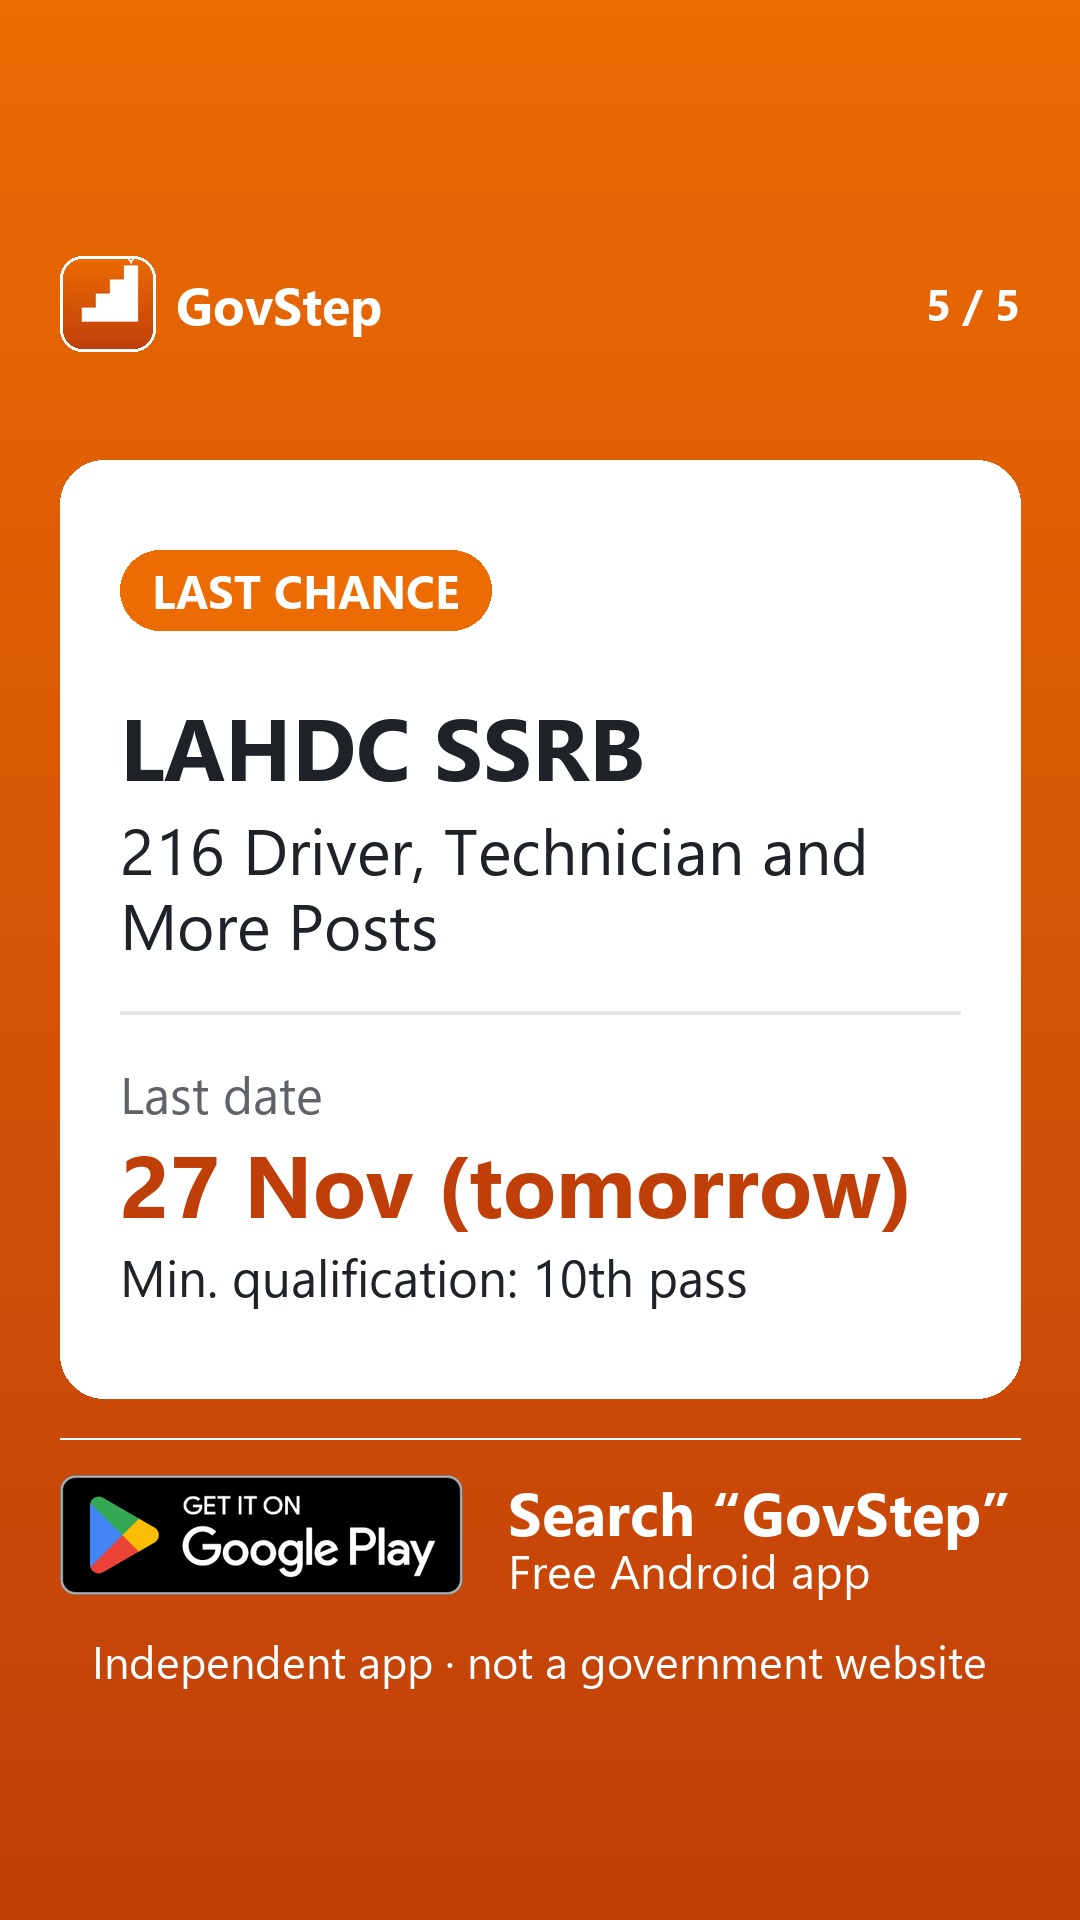 GovStep
5 / 5
LAST CHANCE
LAHDC SSRB
216 Driver, Technician and
More Posts
Last date
27 Nov (tomorrow)
Min. qualification: 10th pass
GET IT ON
Google Play
Search “GovStep”
Free Android app
Independent app · not a government website